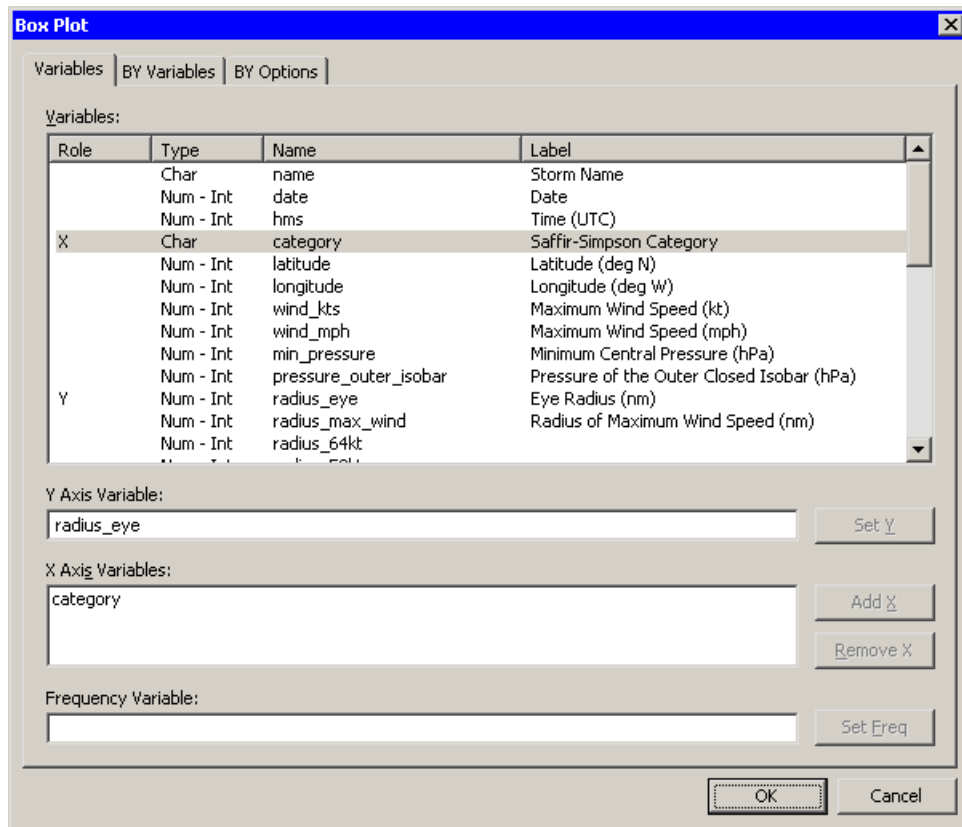 Box Plot
Variables BY Variables BY Options
Variables:
Role Type Name Label
Char name Storm Name
Num - Int date Date
Num - Int hms Time (UTC)
X Char category Saffir-Simpson Category
Num - Int latitude Latitude (deg N)
Num - Int longitude Longitude (deg W)
Num - Int wind_kts Maximum Wind Speed (kt)
Num - Int wind_mph Maximum Wind Speed (mph)
Num - Int min_pressure Minimum Central Pressure (hPa)
Num - Int pressure_outer_isobar Pressure of the Outer Closed Isobar (hPa)
Y Num - Int radius_eye Eye Radius (nm)
Num - Int radius_max_wind Radius of Maximum Wind Speed (nm)
Num - Int radius_64kt
Y Axis Variable:
radius_eye Set Y
X Axis Variables:
category Add X
Remove X
Frequency Variable:
Set Freq
OK Cancel